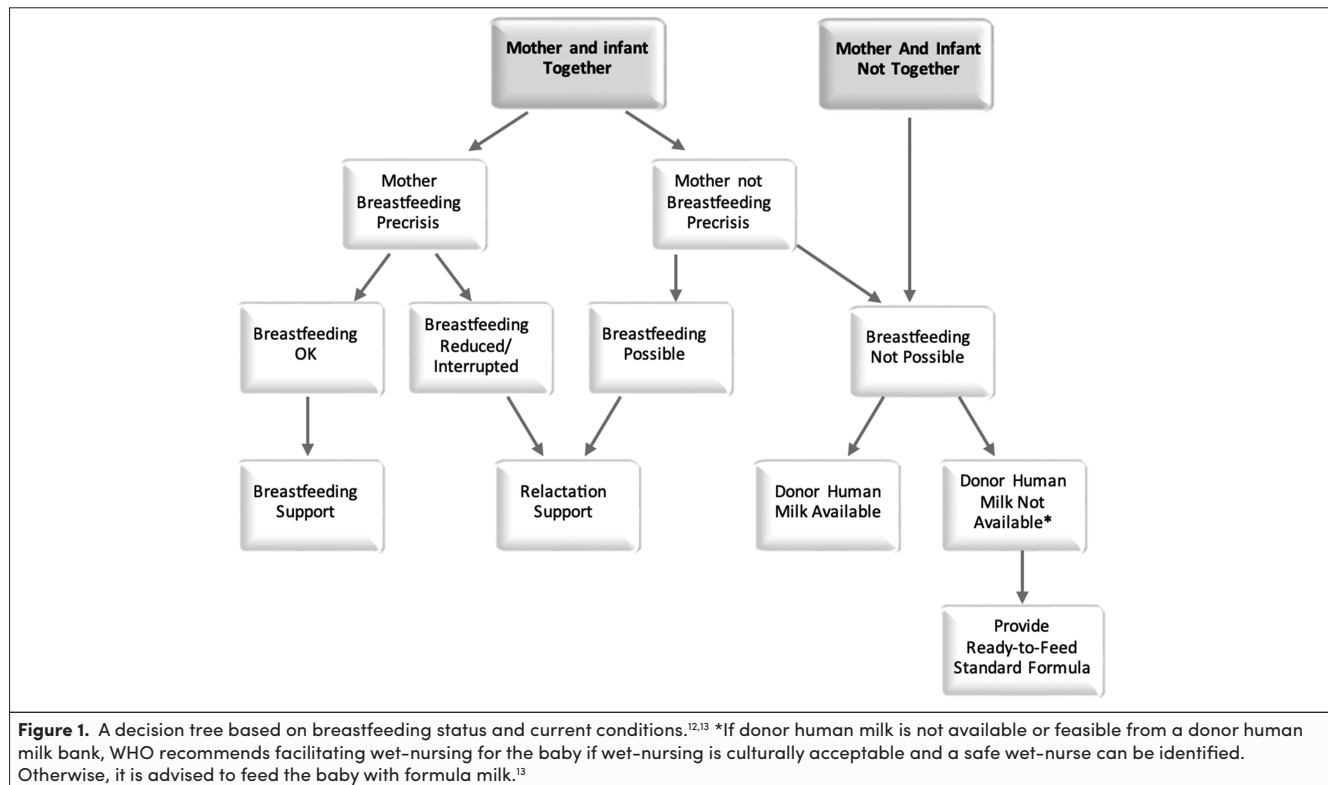 Mother and infant
Together
Mother And Infant
Not Together
Mother
Breastfeeding
Precrisis
Mother not
Breastfeeding
Precrisis
Breastfeeding
OK
Breastfeeding
Reduced/
Interrupted
Breastfeeding
Possible
Breastfeeding
Not Possible
Breastfeeding
Support
Relactation
Support
Donor Human
Milk Available
Donor Human
Milk Not
Available*
Provide
Ready-to-Feed
Standard Formula
Figure 1. A decision tree based on breastfeeding status and current conditions.12,13 *If donor human milk is not available or feasible from a donor human
milk bank, WHO recommends facilitating wet-nursing for the baby if wet-nursing is culturally acceptable and a safe wet-nurse can be identified.
Otherwise, it is advised to feed the baby with formula milk.13